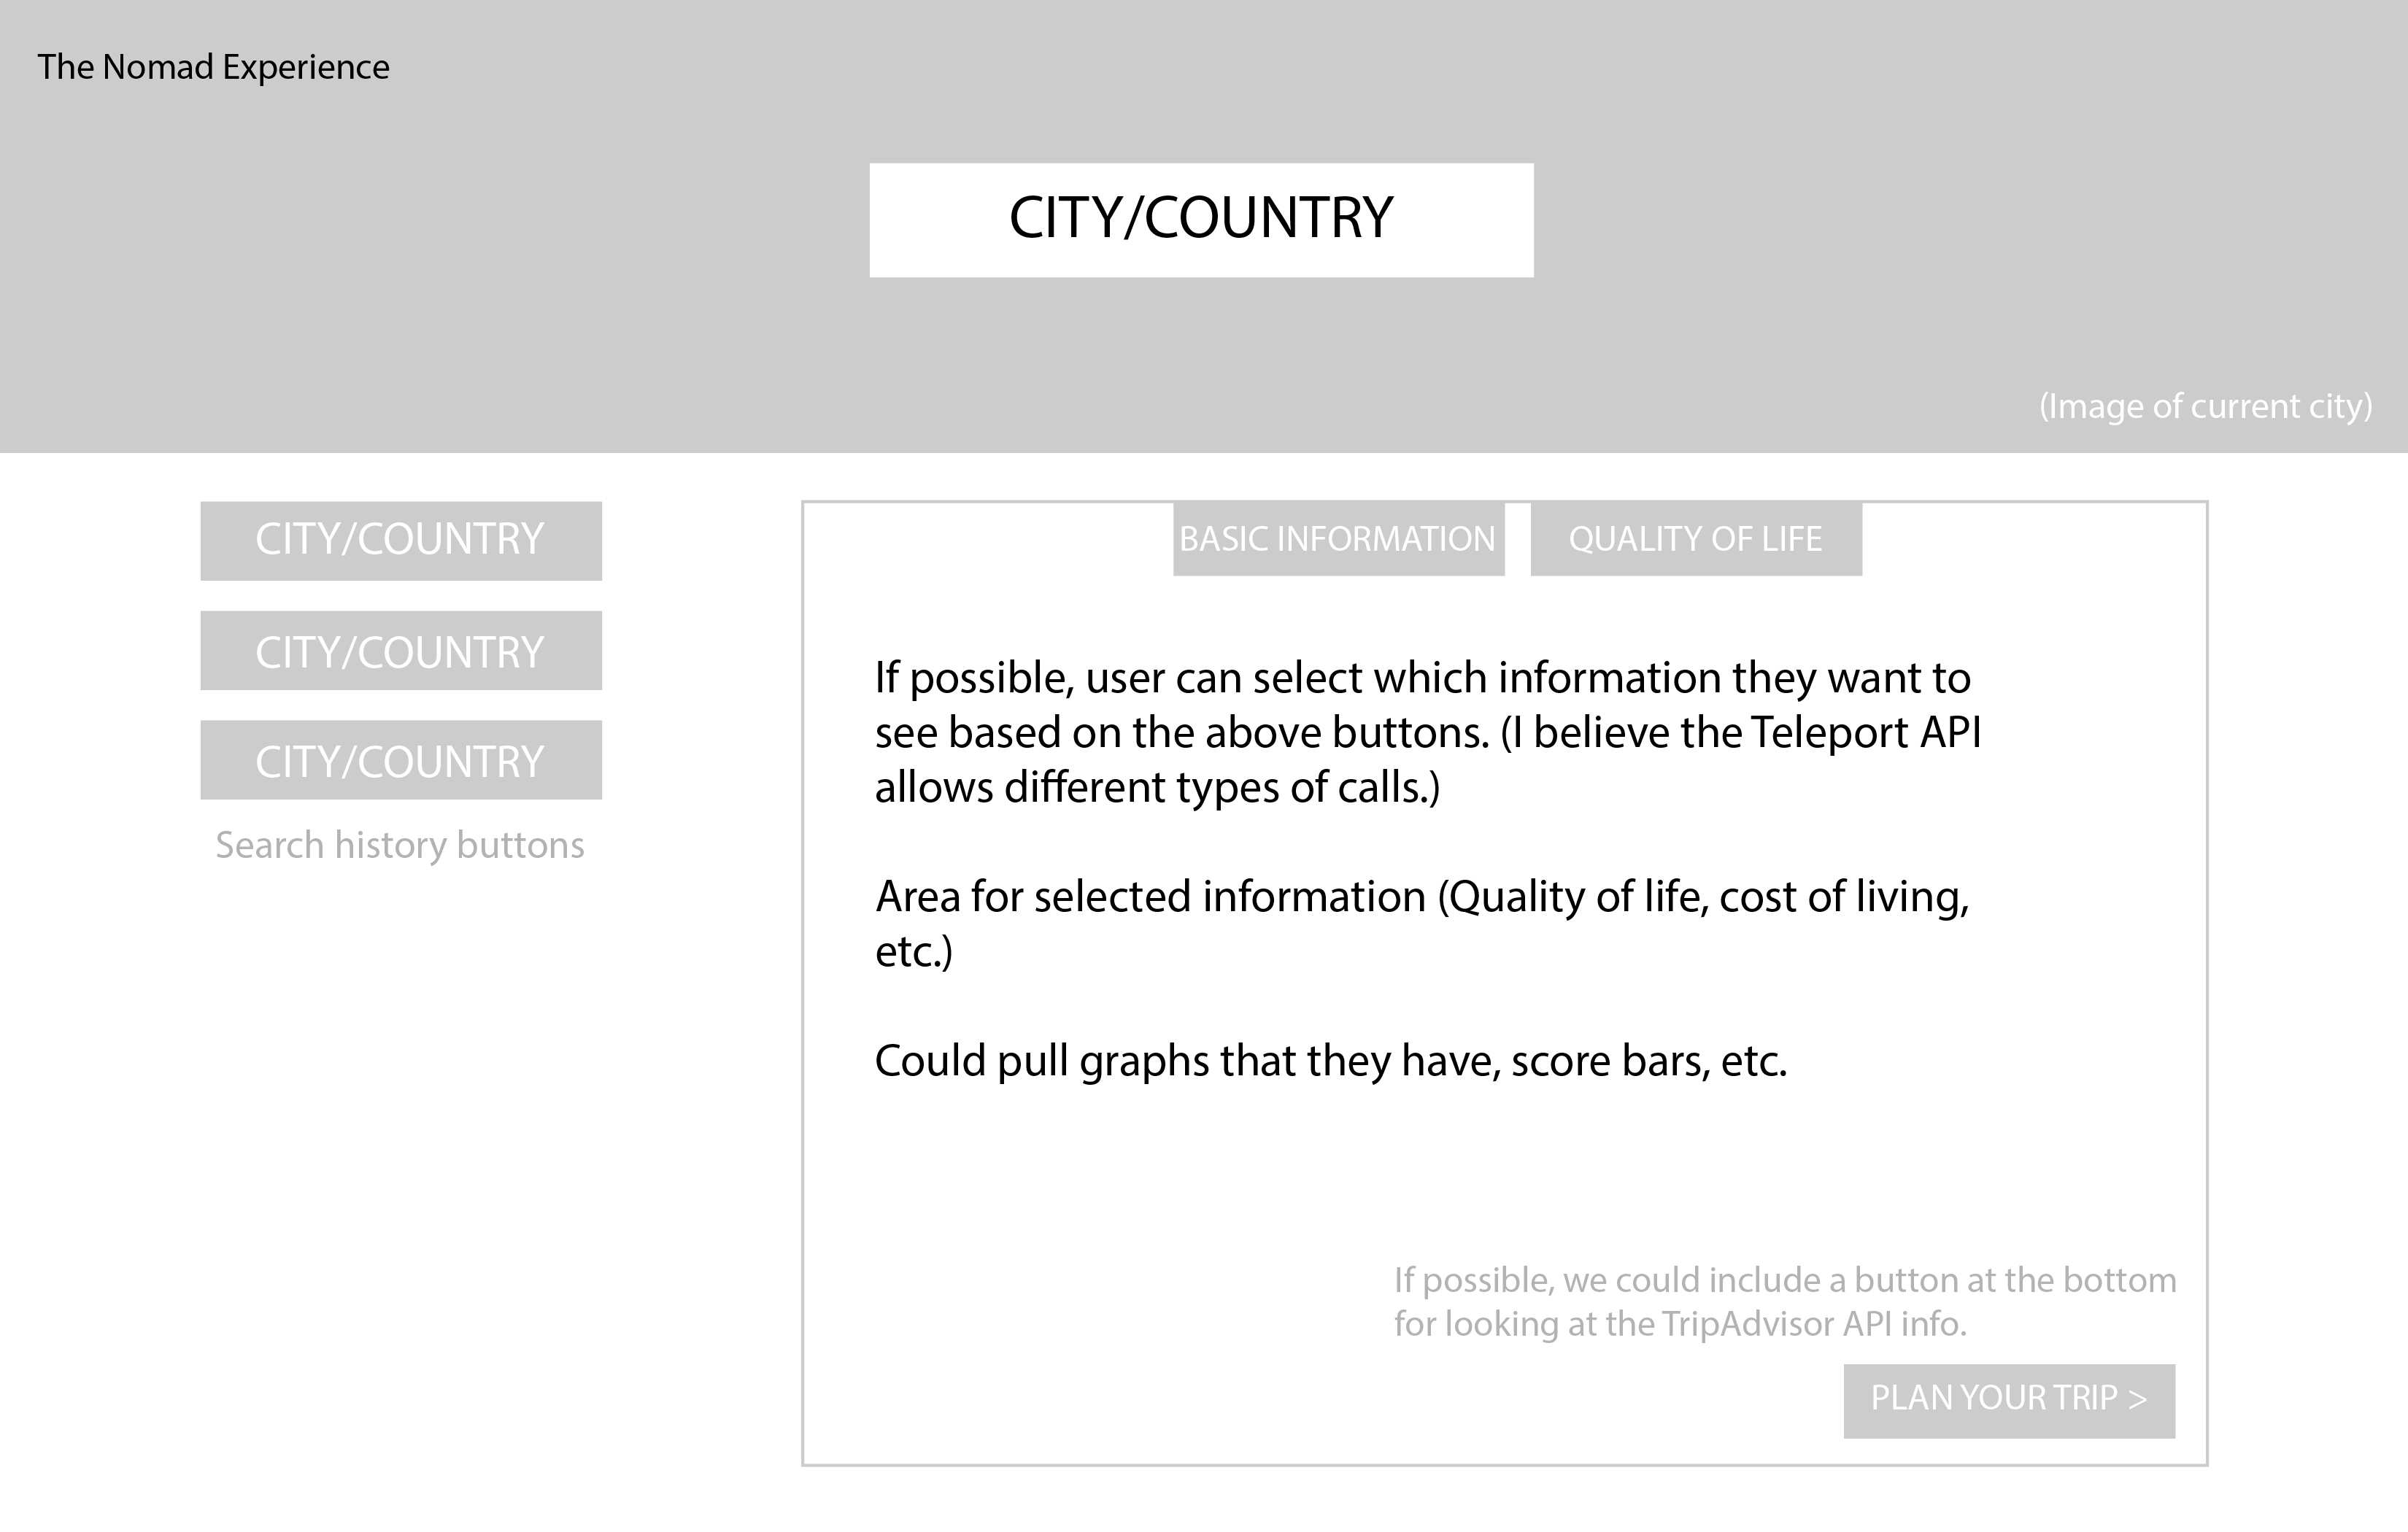 The Nomad Experience
CITY/COUNTRY
(Image of current city)
CITY/COUNTRY
CITY/COUNTRY
CITY/COUNTRY
Search history buttons
BASIC INFORMATION
QUALITY OF LIFE
If possible, user can select which information they want to
see based on the above buttons. (I believe the Teleport API
allows different types of calls.)
Area for selected information (Quality of life, cost of living,
etc.)
Could pull graphs that they have, score bars, etc.
If possible, we could include a button at the bottom
for looking at the TripAdvisor API info.
PLAN YOUR TRIP >